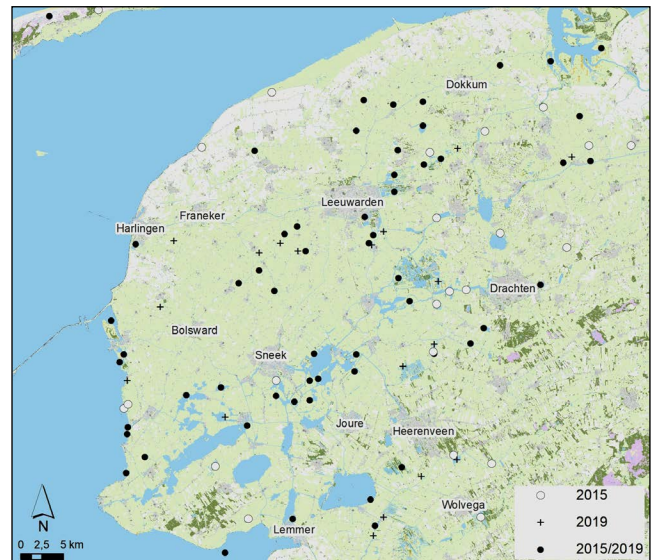 Dokkum
Leeuwarden
Franeker
Harlingen
Drachten
Bolsward
Sneek
Joure
Heerenveen
Wolvega
Lemmer
N
0 2,5 5 km
2015
2019
2015/2019